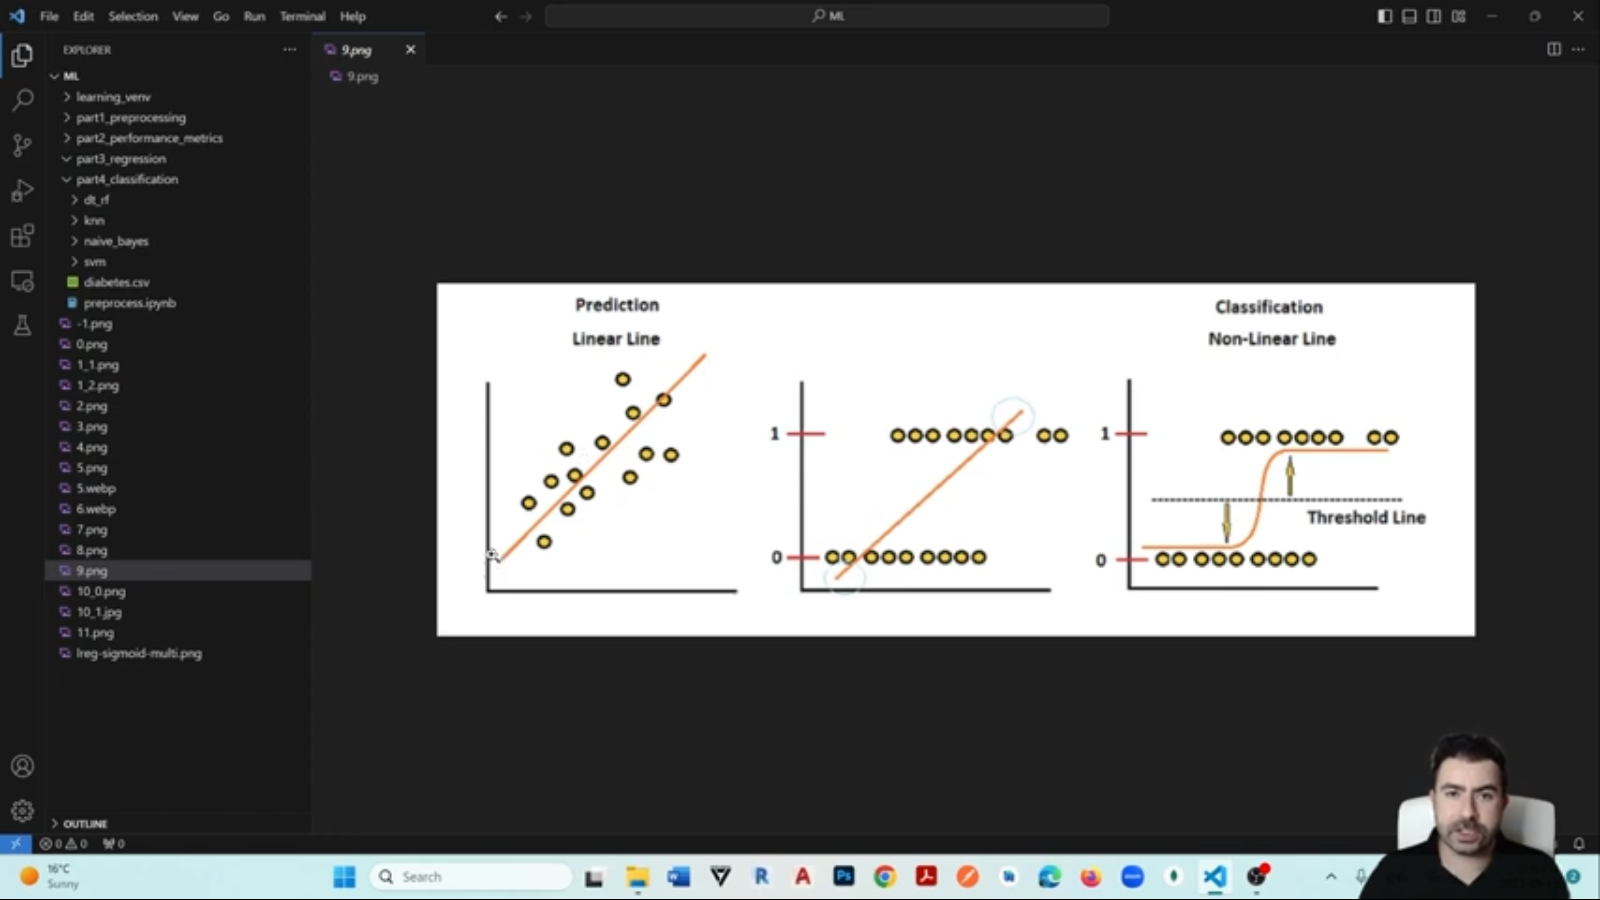 File Edit Selection View Go Run Terminal Help
ML
EXPLORER
9.png
ML
9.png
learning_venv
part1_preprocessing
part2_performance_metrics
part3_regression
part4_classification
dt_rf
knn
naive_bayes
svm
diabetes.csv
preprocess.ipynb
-1.png
0.png
1_1.png
1_2.png
2.png
3.png
4.png
5.png
5.webp
6.webp
7.png
8.png
9.png
10_0.png
10_1.jpg
11.png
lreg-sigmoid-multi.png
OUTLINE
Prediction
Linear Line
1
0
Classification
Non-Linear Line
1
Threshold Line
0
0 0 0
16°C
Sunny
Search
Ps
2